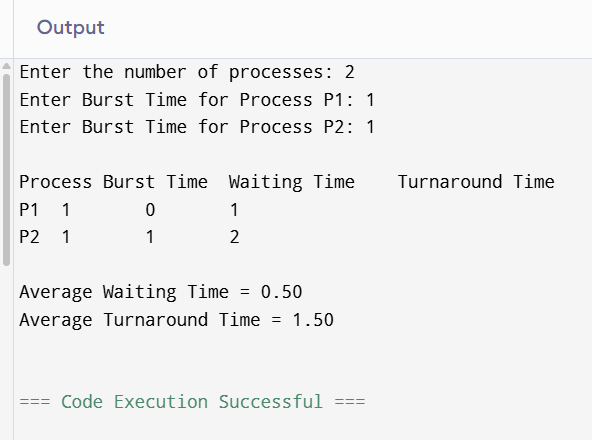 Output
Enter the number of processes: 2
Enter Burst Time for Process P1: 1
Enter Burst Time for Process P2: 1
Process Burst Time  Waiting Time    Turnaround Time
P1  1       0       1
P2  1       1       2
Average Waiting Time = 0.50
Average Turnaround Time = 1.50
=== Code Execution Successful ===